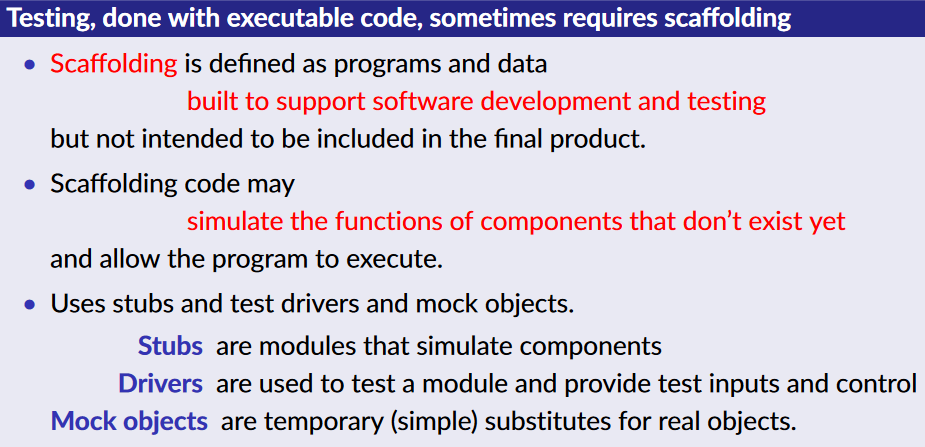 Testing, done with executable code, sometimes requires scaffolding
• Scaffolding is defined as programs and data
built to support software development and testing
but not intended to be included in the final product.
• Scaffolding code may
simulate the functions of components that don’t exist yet
and allow the program to execute.
• Uses stubs and test drivers and mock objects.
Stubs are modules that simulate components
Drivers are used to test a module and provide test inputs and control
Mock objects are temporary (simple) substitutes for real objects.